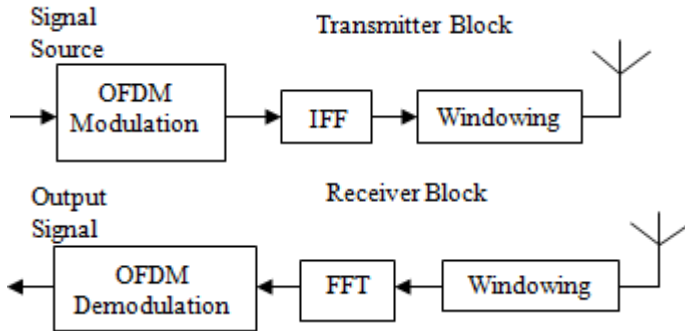 Signal
Source
Transmitter Block
OFDM
Modulation
IFF
Windowing
Output
Signal
Receiver Block
OFDM
Demodulation
FFT
Windowing